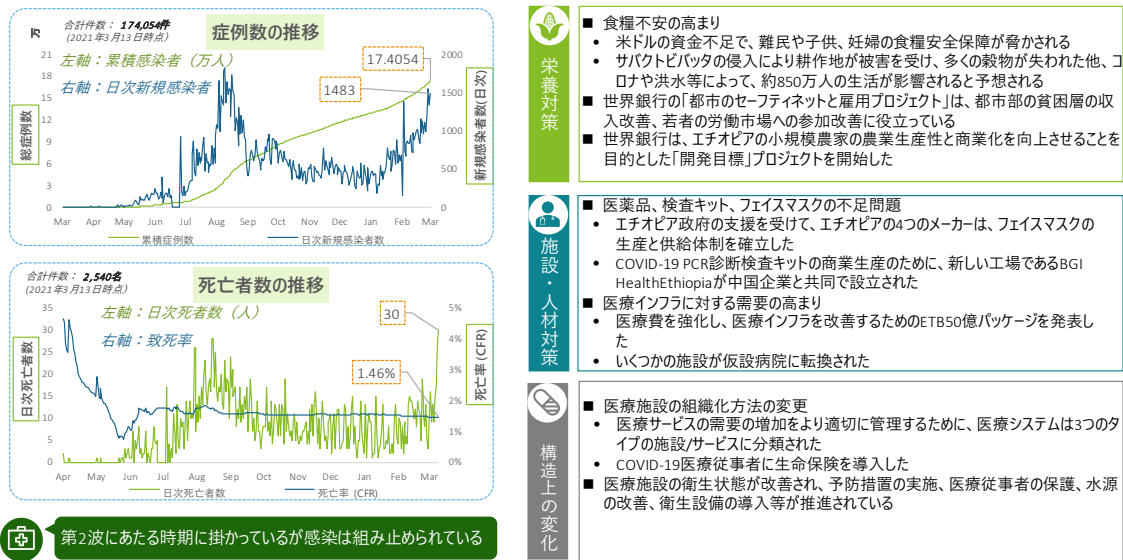 合計件数： 174,054件
(2021年3月13日時点)
症例数の推移
左軸：累積感染者（万人）
右軸：日次新規感染者
万
21
18
15
12
9
6
3
0
総症例数
17.4054
1483
2000
1500
1000
500
0
新規感染者数(日次)
Mar Apr May Jun Jul Aug Sep Oct Nov Dec Jan Feb Mar
累積症例数 日次新規感染者数
合計件数： 2,540名
(2021年3月13日時点)
死亡者数の推移
左軸：日次死者数（人）
右軸：致死率
35
30
25
20
15
10
5
0
日次死亡者数
30
1.46%
5%
4%
3%
2%
1%
0%
死亡率 (CFR)
Apr May Jun Jul Aug Sep Oct Nov Dec Jan Feb Mar
日次死亡者数 死亡率 (CFR)
第2波にあたる時期に掛かっているが感染は組み止められている
栄養対策
■ 食糧不安の高まり
• 米ドルの資金不足で、難民や子供、妊婦の食糧安全保障が脅かされる
• サバクトビバッタの侵入により耕作地が被害を受け、多くの穀物が失われた他、コ
ロナや洪水等によって、約850万人の生活が影響されると予想される
■ 世界銀行の「都市のセーフティネットと雇用プロジェクト」は、都市部の貧困層の収
入改善、若者の労働市場への参加改善に役立っている
■ 世界銀行は、エチオピアの小規模農家の農業生産性と商業化を向上させることを
目的とした「開発目標」プロジェクトを開始した
施設・人材対策
■ 医薬品、検査キット、フェイスマスクの不足問題
• エチオピア政府の支援を受けて、エチオピアの4つのメーカーは、フェイスマスクの
生産と供給体制を確立した
• COVID-19 PCR診断検査キットの商業生産のために、新しい工場であるBGI
HealthEthiopiaが中国企業と共同で設立された
■ 医療インフラに対する需要の高まり
• 医療費を強化し、医療インフラを改善するためのETB50億パッケージを発表し
た
• いくつかの施設が仮設病院に転換された
構造上の変化
■ 医療施設の組織化方法の変更
• 医療サービスの需要の増加をより適切に管理するために、医療システムは3つのタ
イプの施設/サービスに分類された
• COVID-19医療従事者に生命保険を導入した
■ 医療施設の衛生状態が改善され、予防措置の実施、医療従事者の保護、水源
の改善、衛生設備の導入等が推進されている